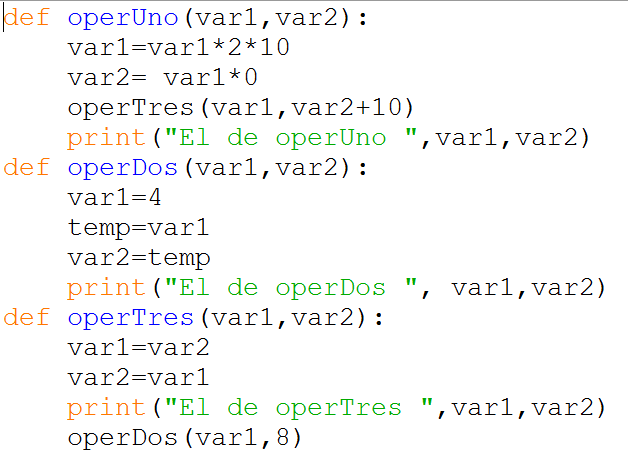 def operUno(var1,var2):
    var1=var1*2*10
    var2= var1*0
    operTres(var1,var2+10)
    print("El de operUno ",var1,var2)
def operDos(var1,var2):
    var1=4
    temp=var1
    var2=temp
    print("El de operDos ", var1,var2)
def operTres(var1,var2):
    var1=var2
    var2=var1
    print("El de operTres ",var1,var2)
    operDos(var1,8)